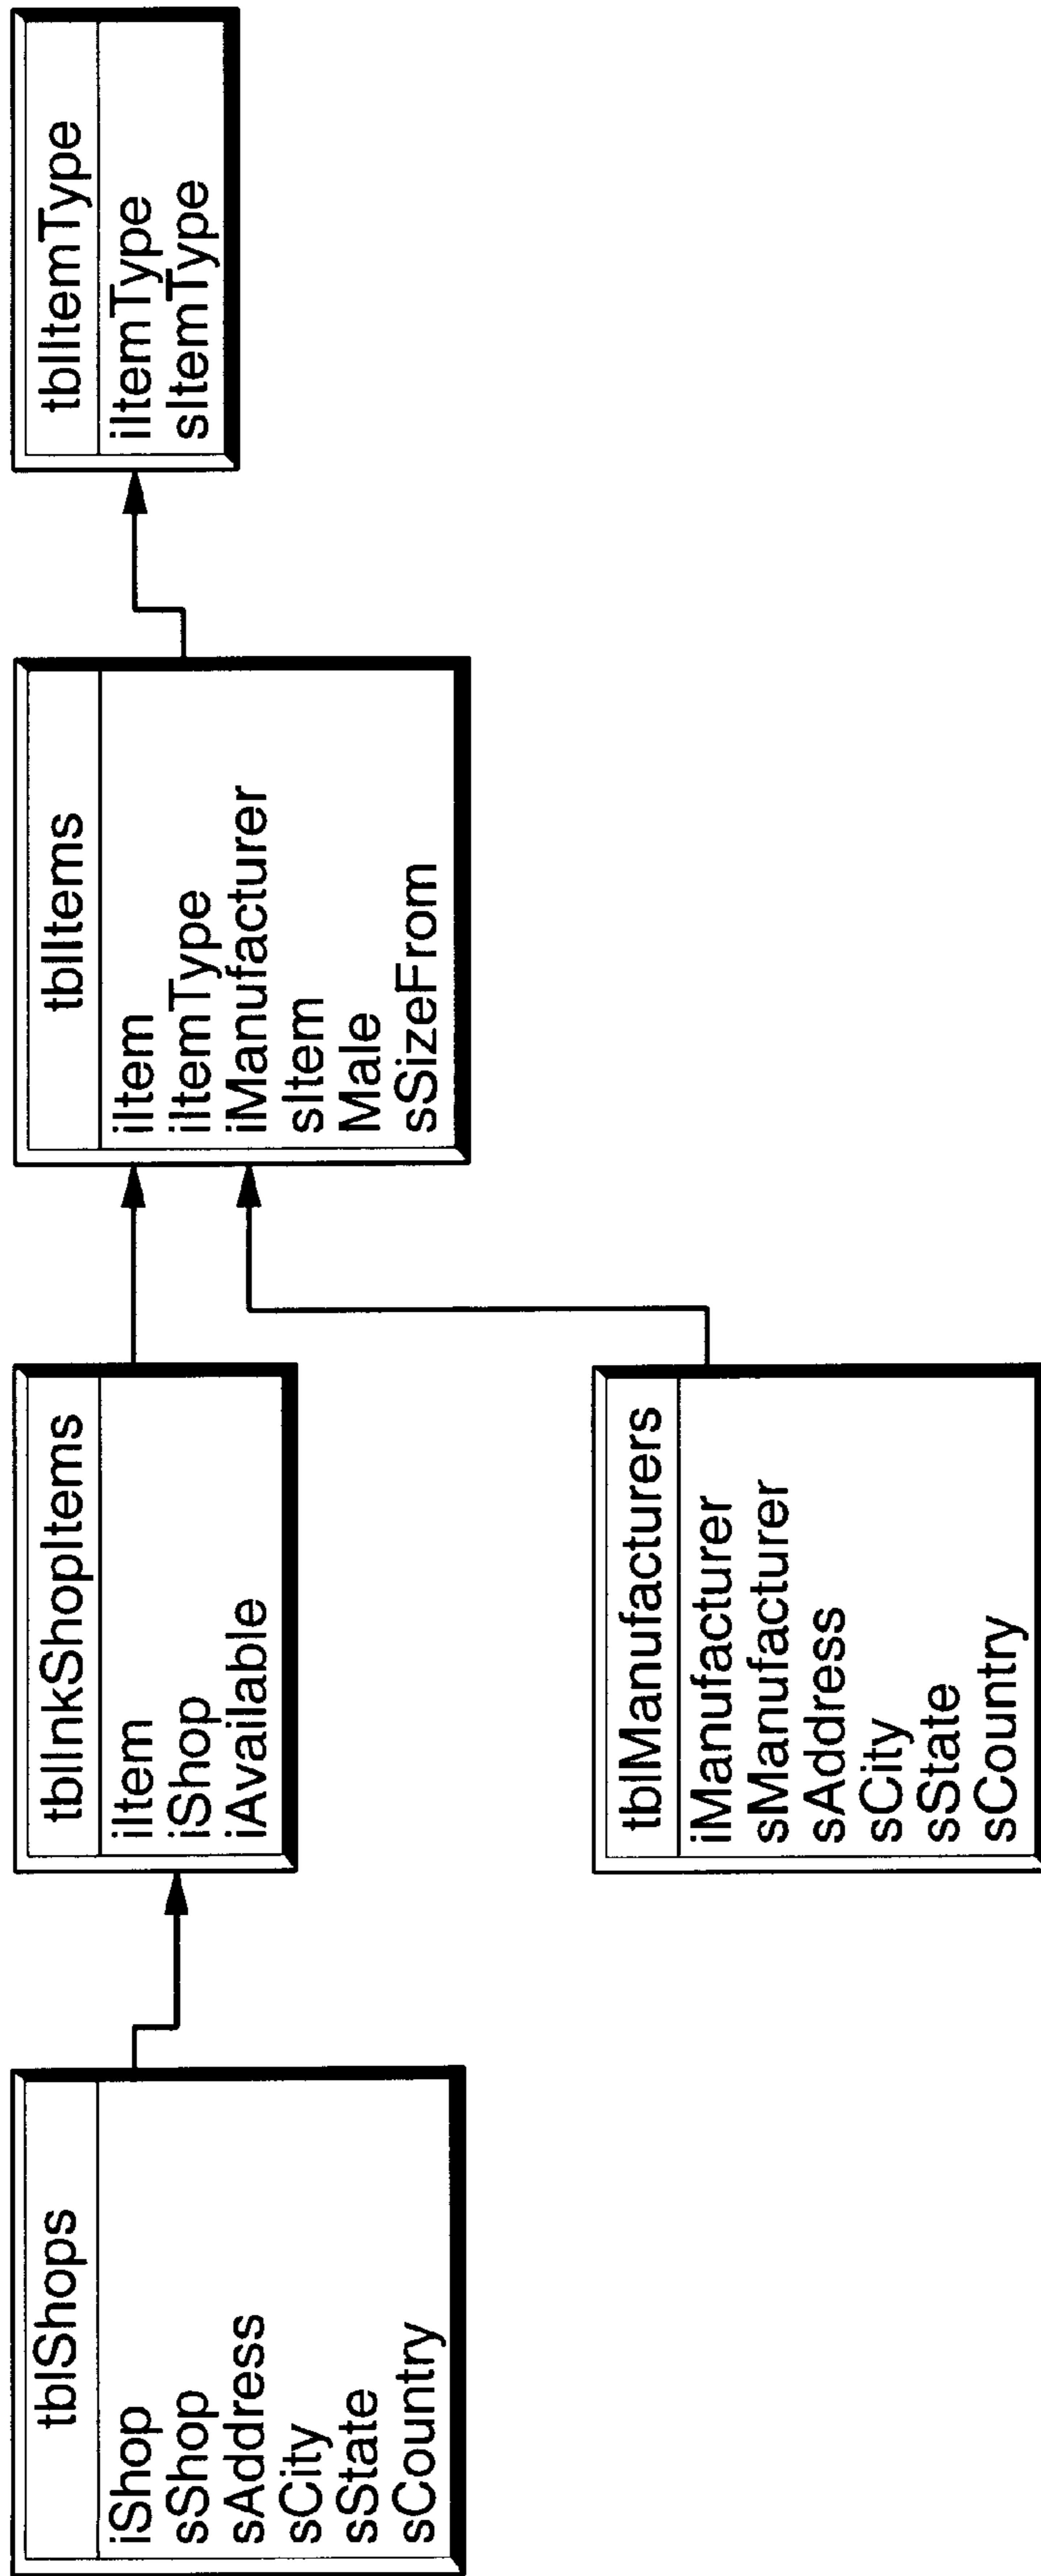 tblShops
iShop
sShop
sAddress
sCity
sState
sCountry
tblInkShopItems
iItem
iShop
iAvailable
tblManufacturers
iManufacturer
sManufacturer
sAddress
sCity
sState
sCountry
tblItems
iItem
iItemType
iManufacturer
sItem
Male
sSizeFrom
tblItemType
iItemType
sItemType